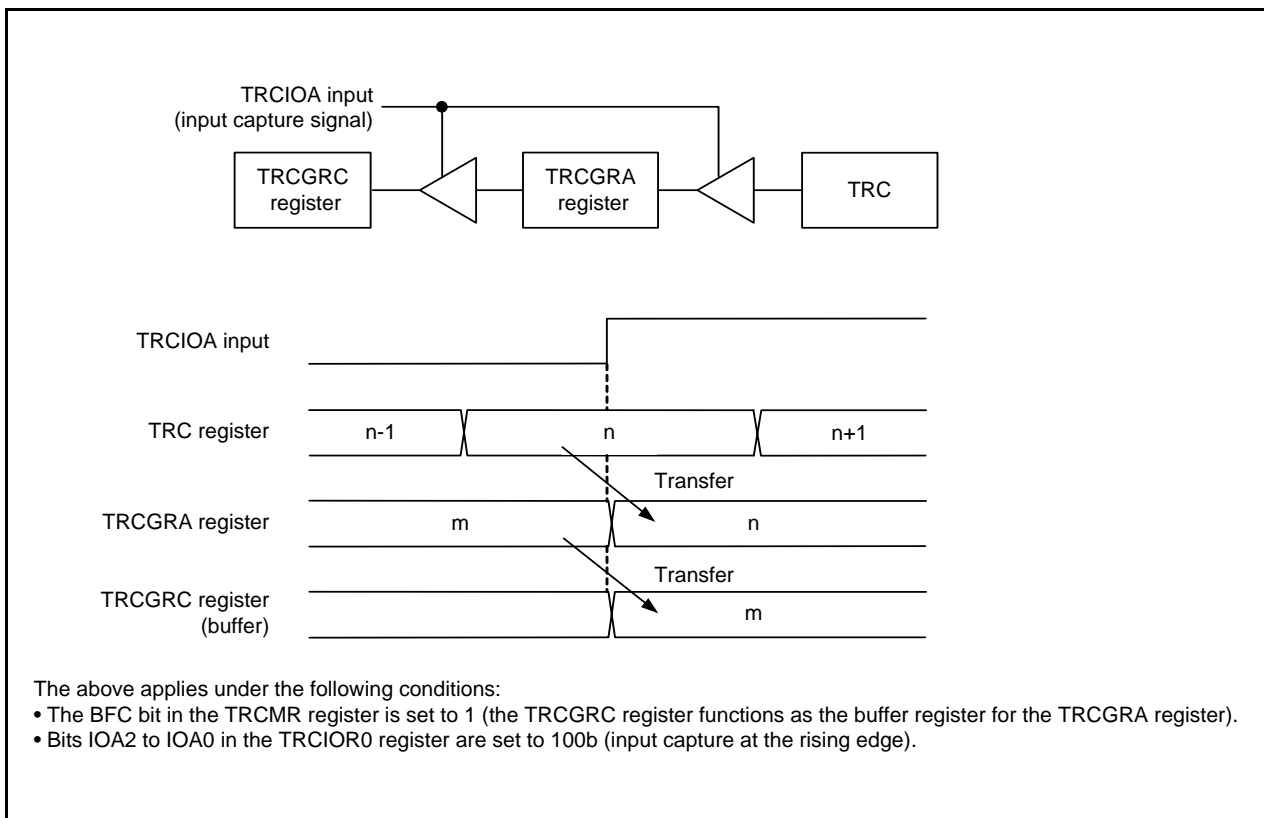 TRCIOA input
(input capture signal)
TRCGRC
register
TRCGRA
register
TRC
TRCIOA input
TRC register
n-1
n
n+1
Transfer
TRCGRA register
m
n
Transfer
TRCGRC register
(buffer)
m
The above applies under the following conditions:
• The BFC bit in the TRCMR register is set to 1 (the TRCGRC register functions as the buffer register for the TRCGRA register).
• Bits IOA2 to IOA0 in the TRCIOR0 register are set to 100b (input capture at the rising edge).